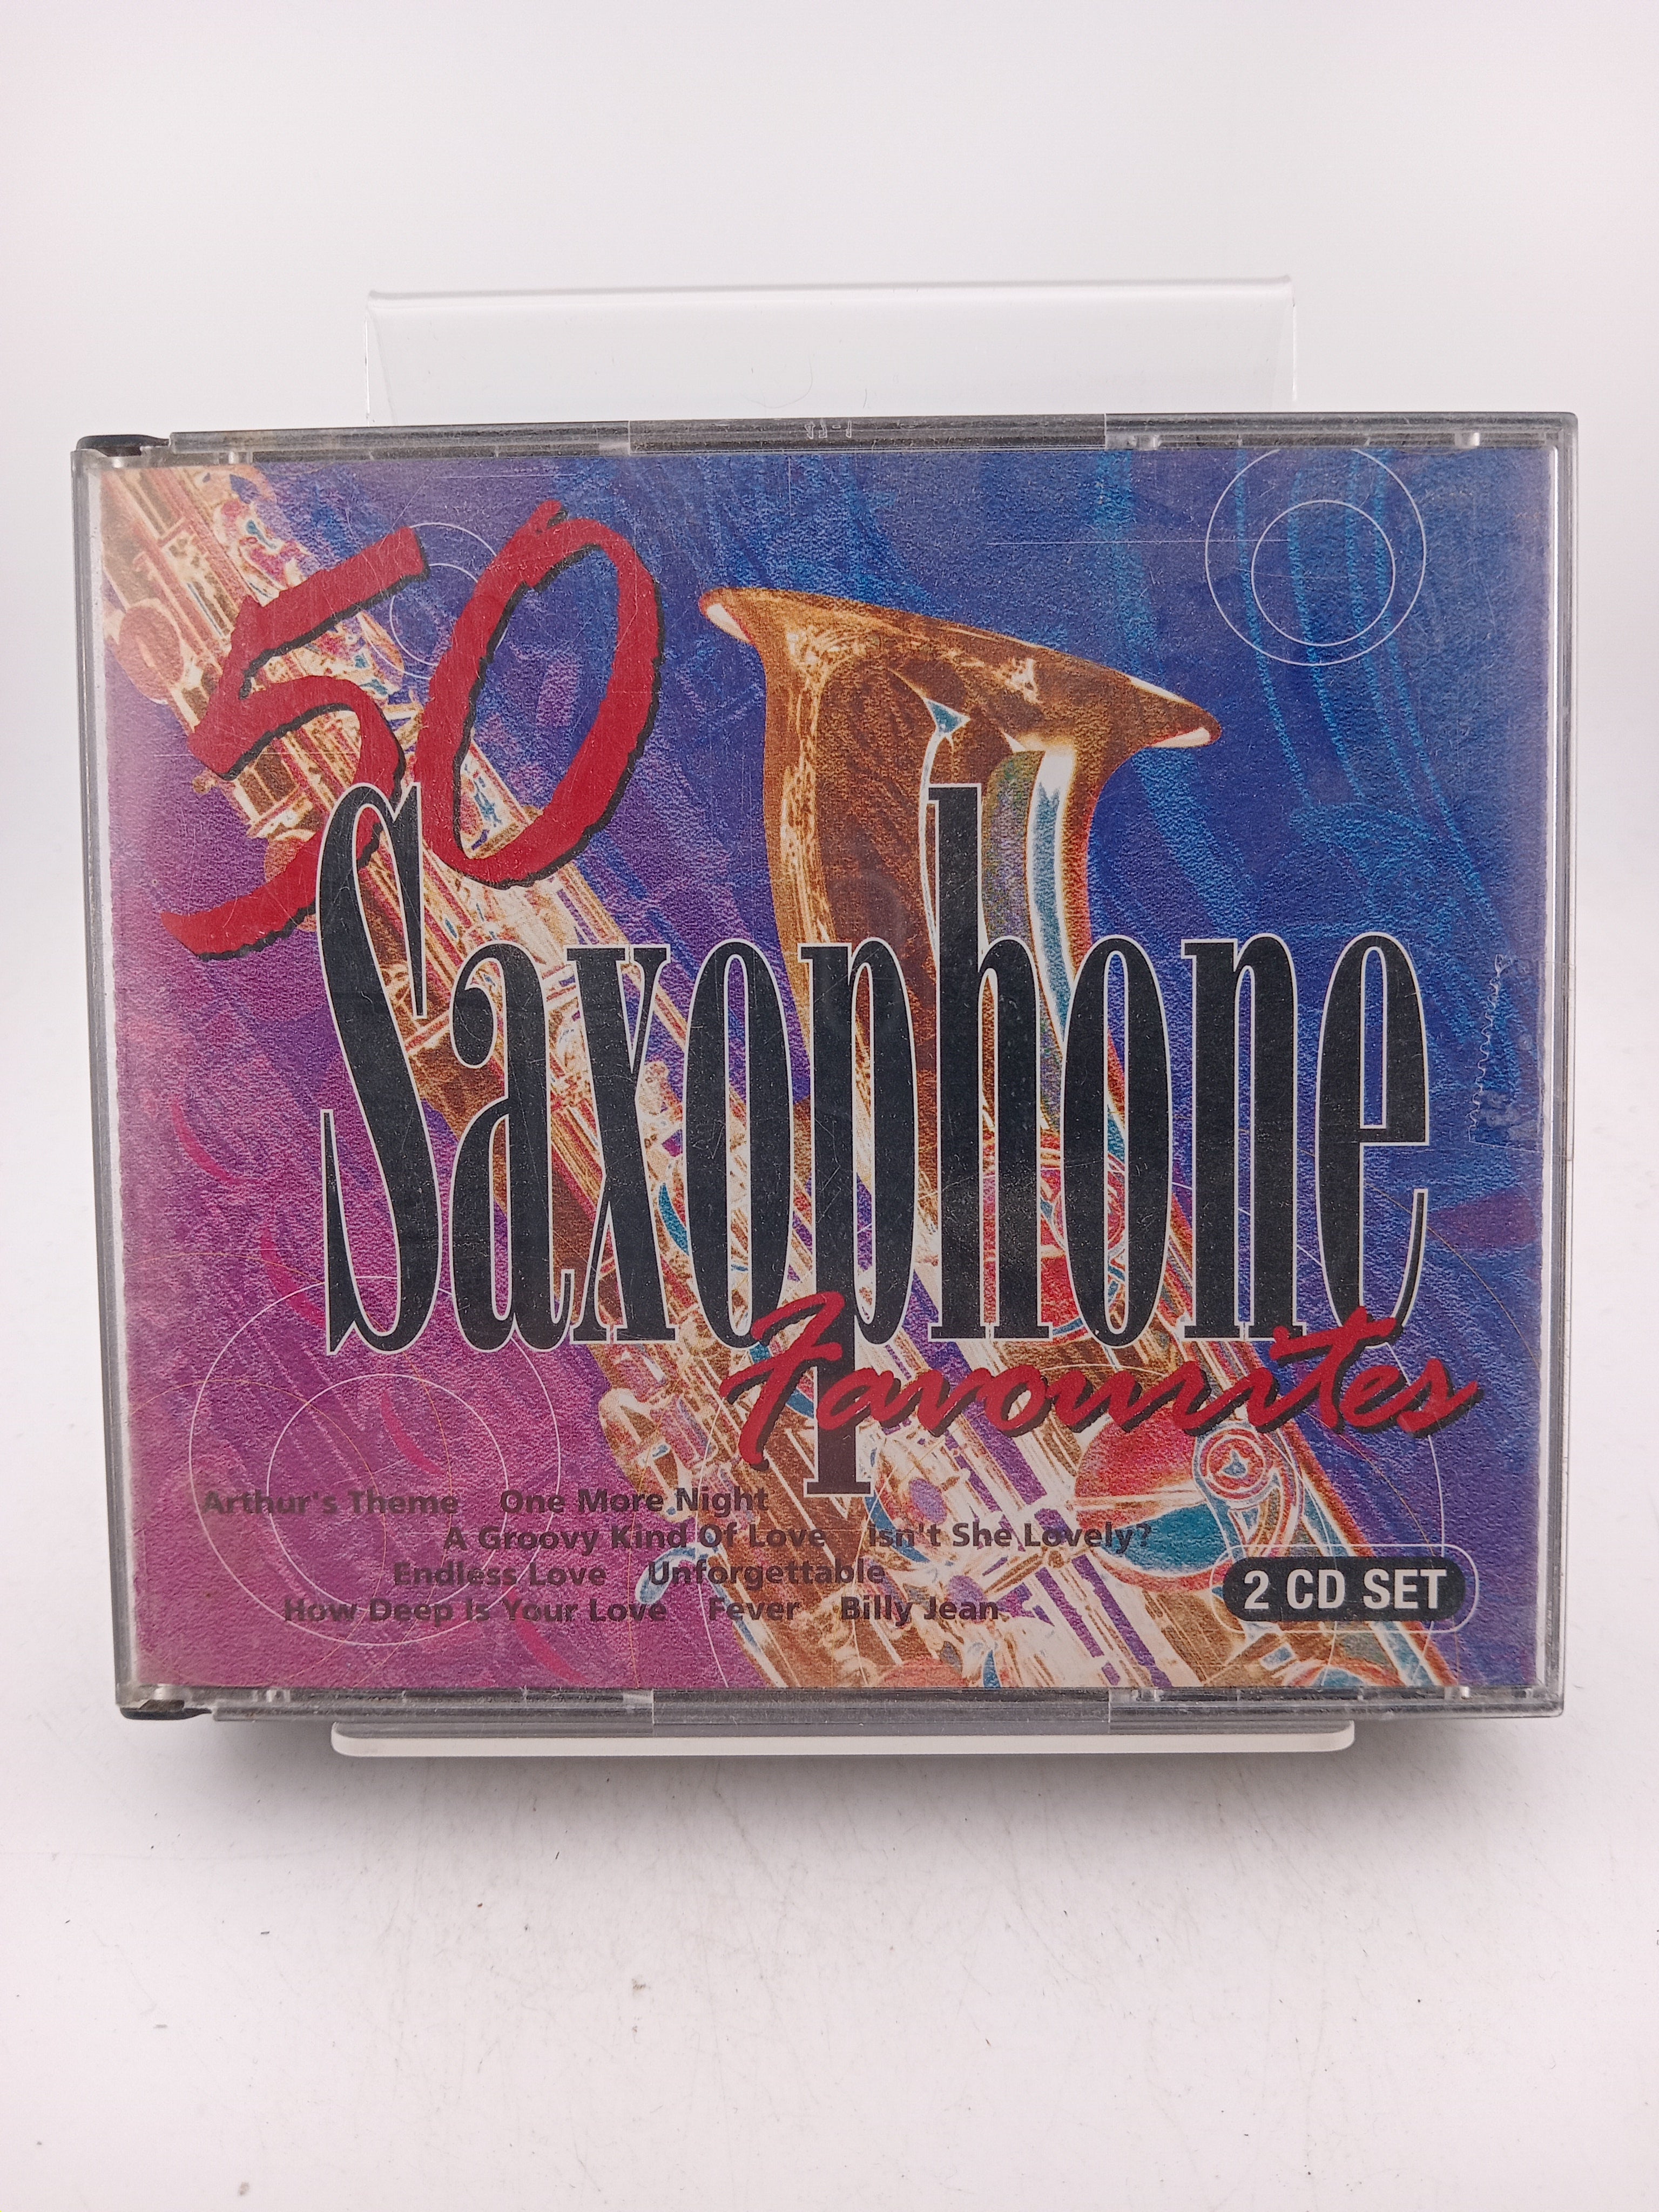 50
Saxophone
Favourites
Arthur's Theme One More Night
A Groovy Kind Of Love Isn't She Lovely?
Endless Love Unforgettable
How Deep Is Your Love Fever Billy Jean
2 CD SET